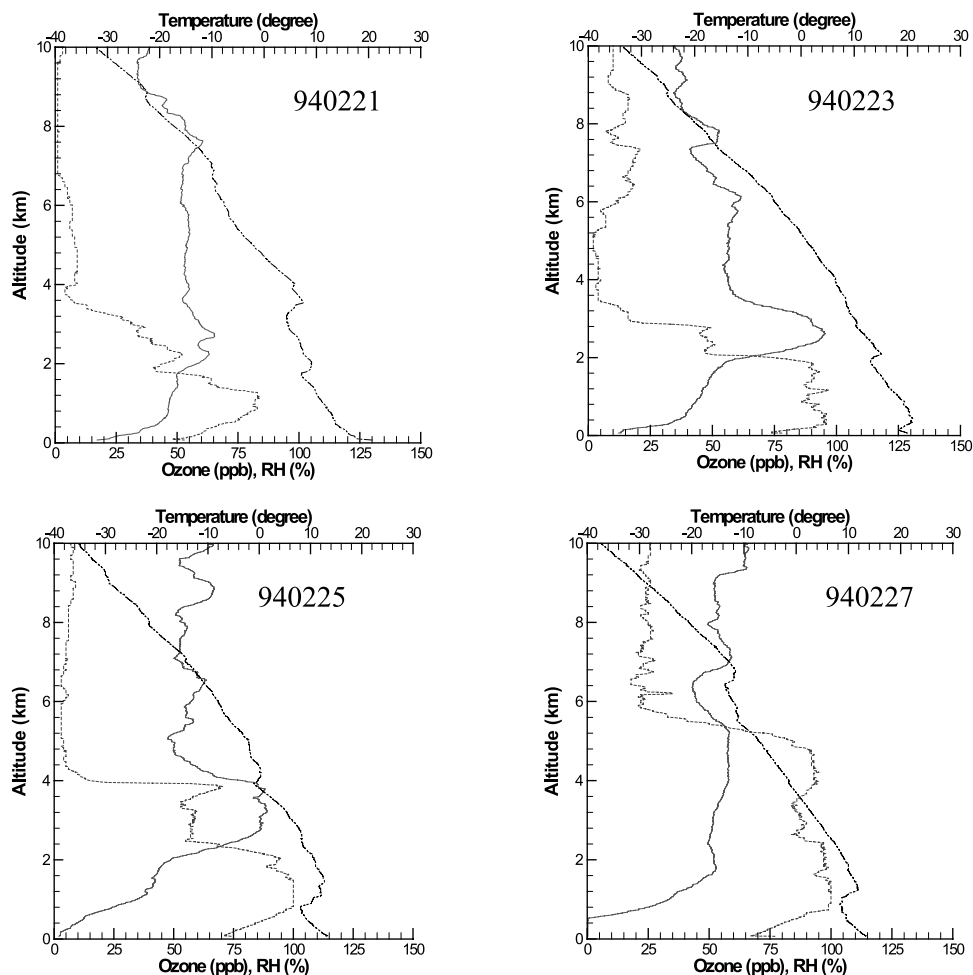 Temperature (degree)
-40 -30 -20 -10 0 10 20 30
10
8
6
4
2
0
Altitude (km)
940221
0 25 50 75 100 125 150
Ozone (ppb), RH (%)
Temperature (degree)
-40 -30 -20 -10 0 10 20 30
10
8
6
4
2
0
Altitude (km)
940223
0 25 50 75 100 125 150
Ozone (ppb), RH (%)
Temperature (degree)
-40 -30 -20 -10 0 10 20 30
10
8
6
4
2
0
Altitude (km)
940225
0 25 50 75 100 125 150
Ozone (ppb), RH (%)
Temperature (degree)
-40 -30 -20 -10 0 10 20 30
10
8
6
4
2
0
Altitude (km)
940227
0 25 50 75 100 125 150
Ozone (ppb), RH (%)